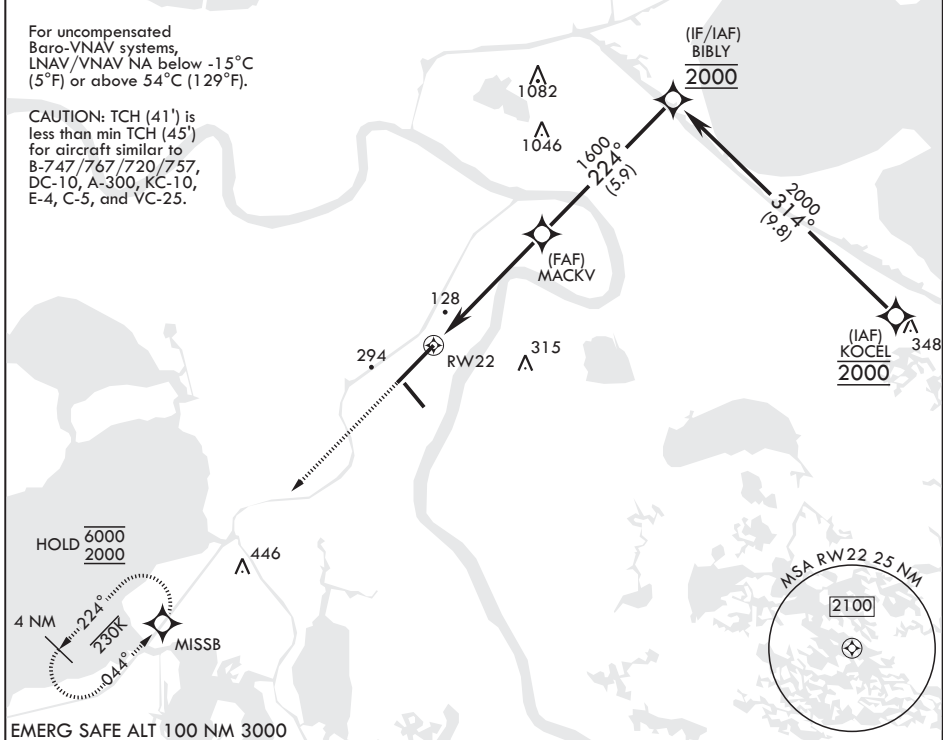 For uncompensated
Baro-VNAV systems,
LNAV/VNAV NA below -15°C
(5°F) or above 54°C (129°F).
CAUTION: TCH (41') is
less than min TCH (45')
for aircraft similar to
B-747/767/720/757,
DC-10, A-300, KC-10,
E-4, C-5, and VC-25.
(IF/IAF)
BIBLY
2000
1082
1046
1600
224°
(5.9)
2000
314°
(9.8)
(FAF)
MACKV
128
294
RW22
315
(IAF)
KOCEL
2000
348
HOLD 6000
2000
446
4 NM
224°
230K
044°
MISSB
MSA RW22 25 NM
2100
EMERG SAFE ALT 100 NM 3000